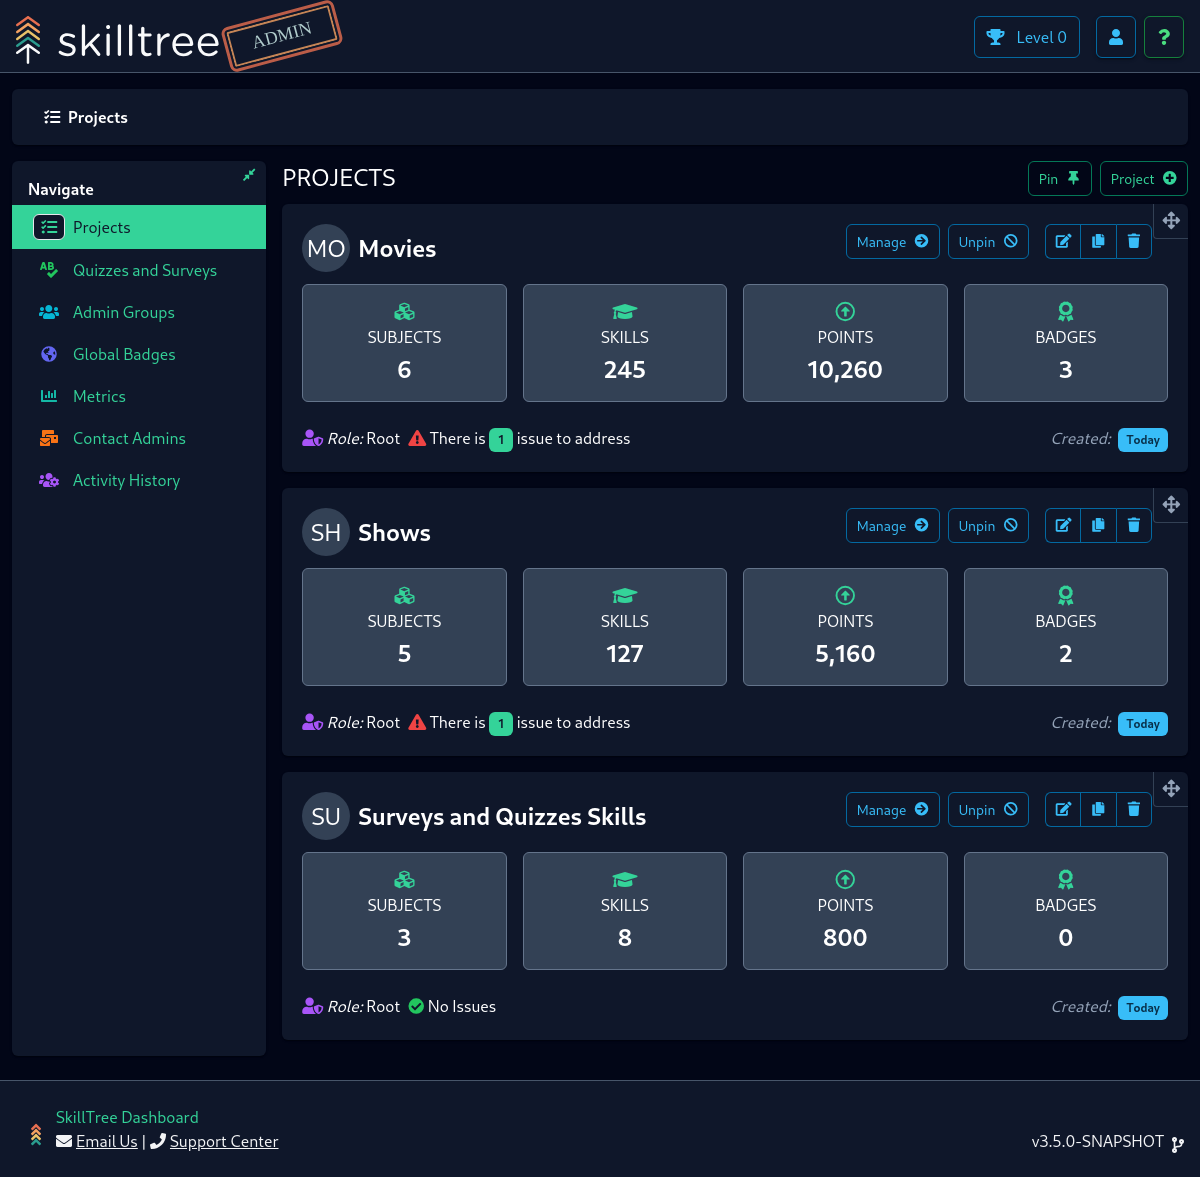 skilltree
ADMIN
Level 0
?
Projects
Navigate
Projects
AB Quizzes and Surveys
Admin Groups
Global Badges
Metrics
Contact Admins
Activity History
PROJECTS
Pin
Project
MO Movies
Manage
Unpin
SUBJECTS
6
SKILLS
245
POINTS
10,260
BADGES
3
Role: Root There is 1 issue to address
Created: Today
SH Shows
Manage
Unpin
SUBJECTS
5
SKILLS
127
POINTS
5,160
BADGES
2
Role: Root There is 1 issue to address
Created: Today
SU Surveys and Quizzes Skills
Manage
Unpin
SUBJECTS
3
SKILLS
8
POINTS
800
BADGES
0
Role: Root No Issues
Created: Today
SkillTree Dashboard
Email Us | Support Center
v3.5.0-SNAPSHOT